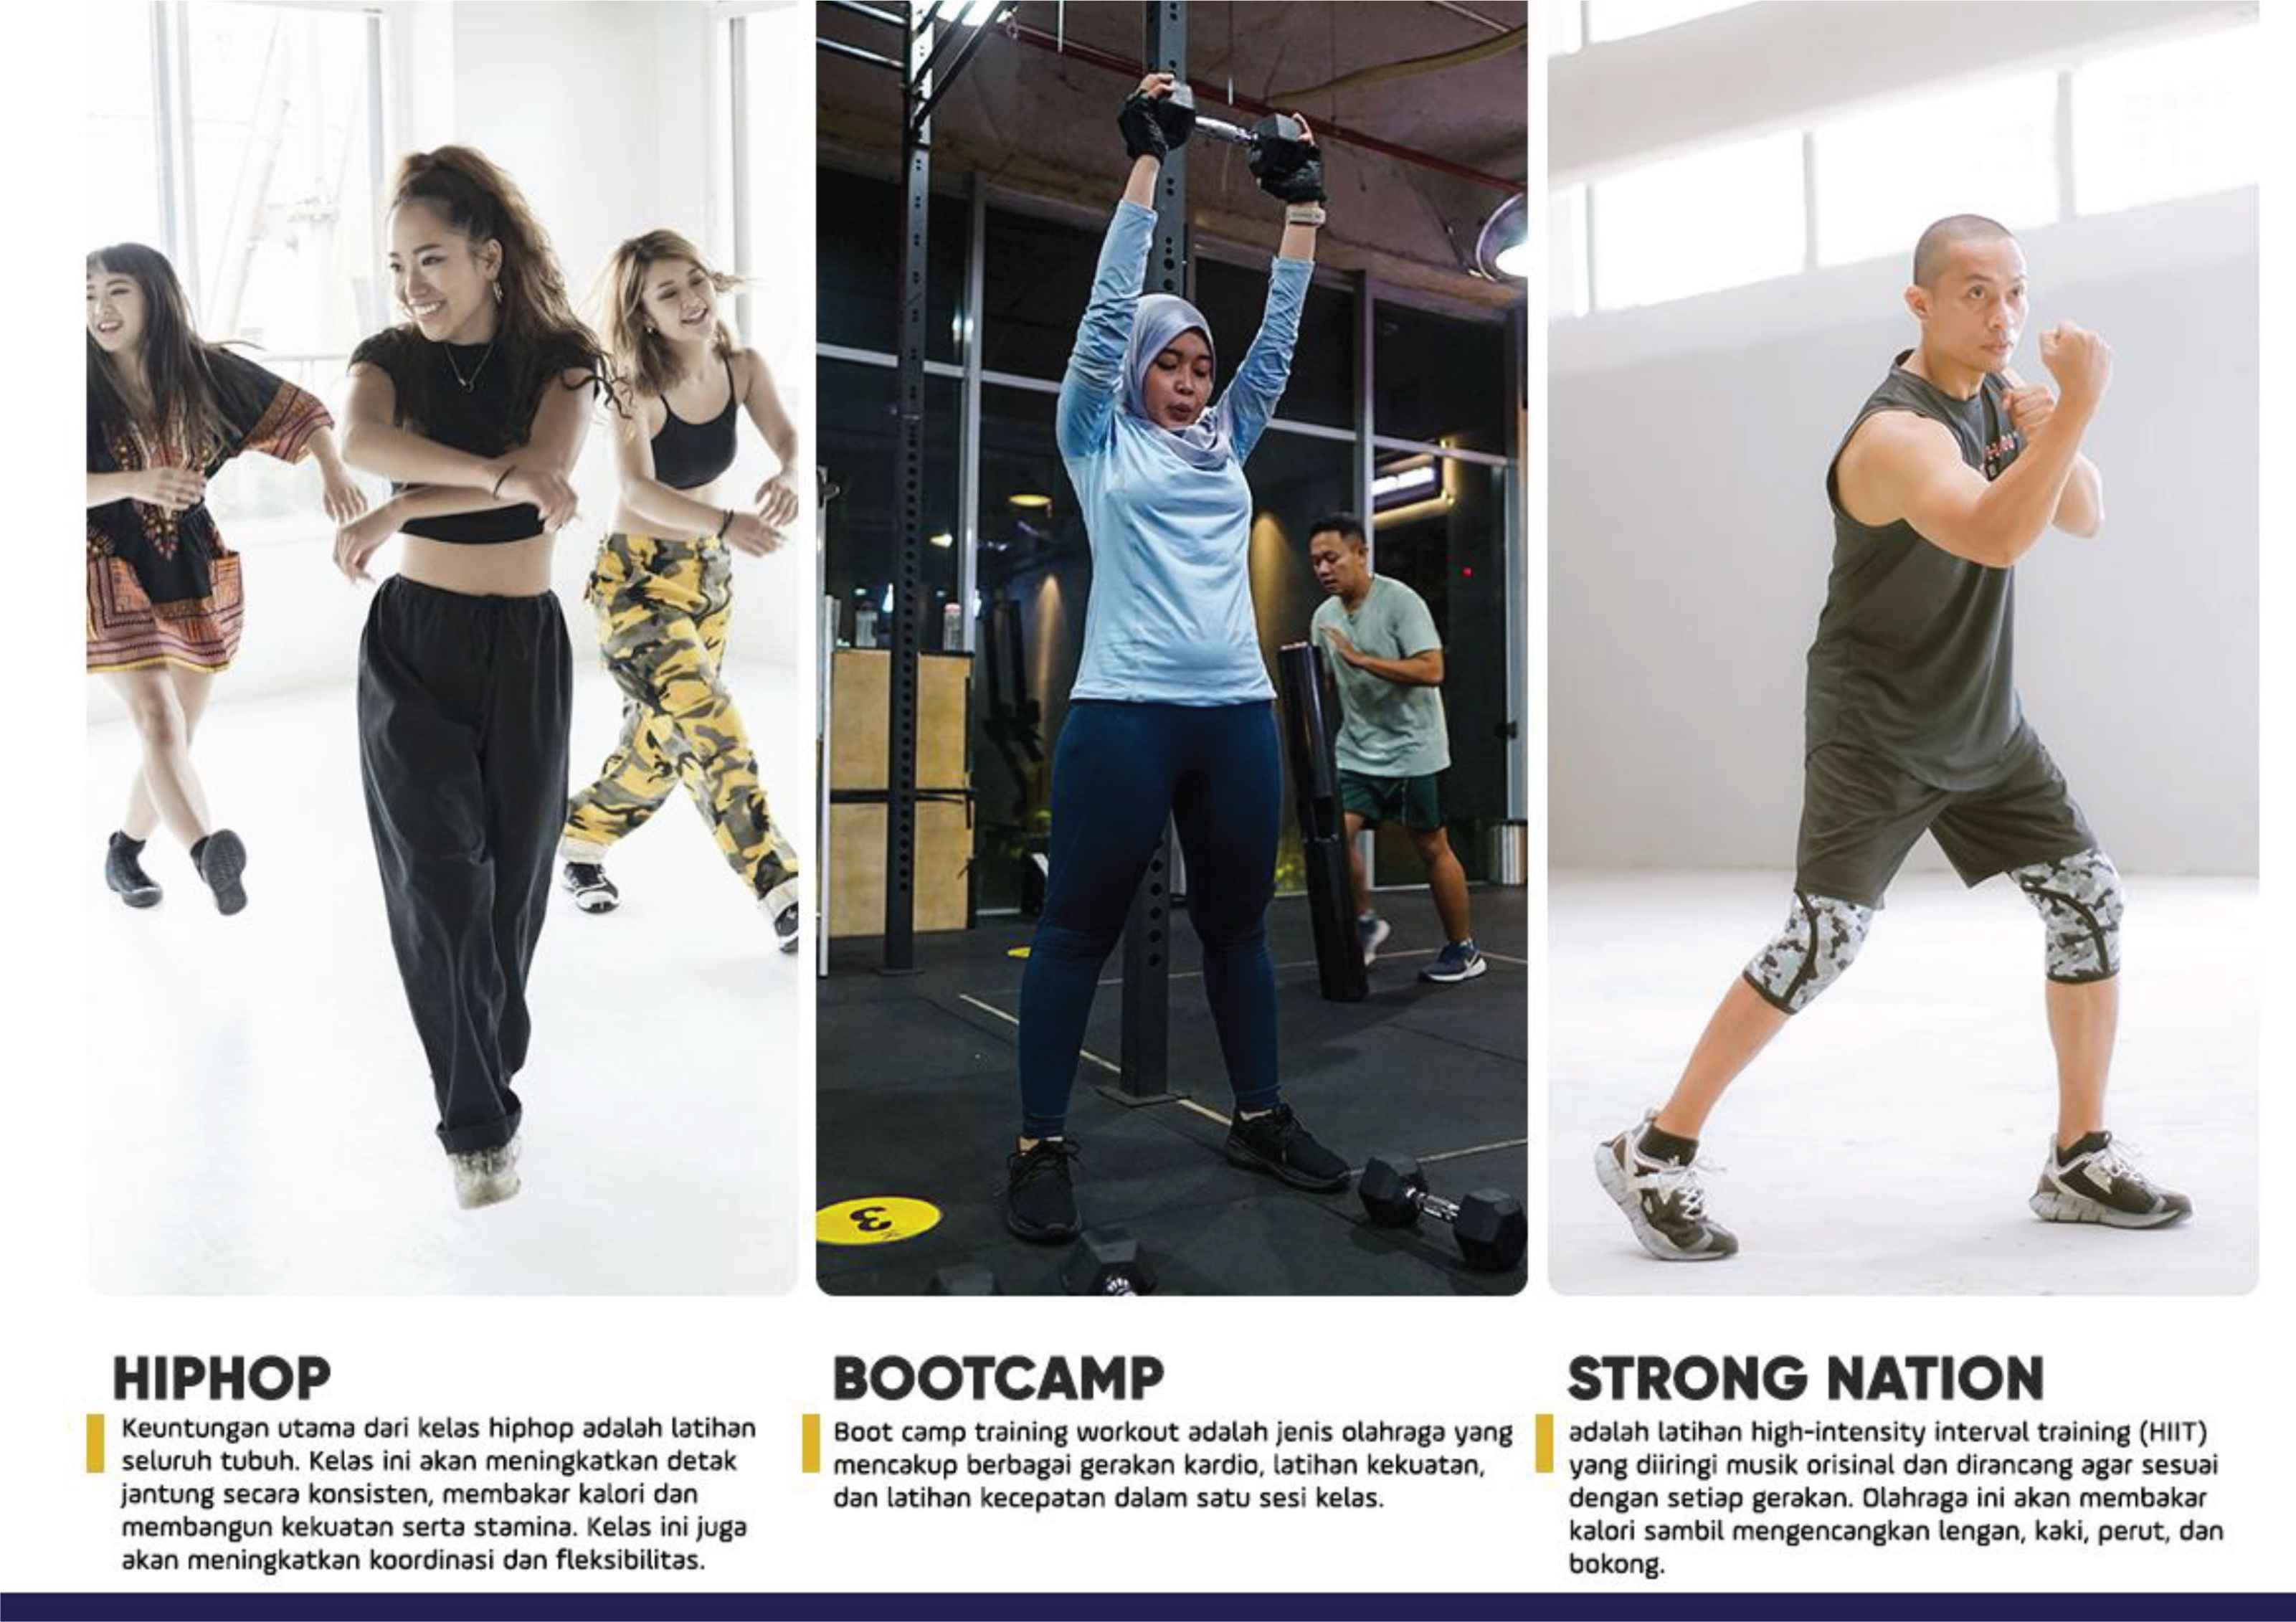 HIPHOP
Keuntungan utama dari kelas hiphop adalah latihan
seluruh tubuh. Kelas ini akan meningkatkan detak
jantung secara konsisten, membakar kalori dan
membangun kekuatan serta stamina. Kelas ini juga
akan meningkatkan koordinasi dan fleksibilitas.
BOOTCAMP
Boot camp training workout adalah jenis olahraga yang
mencakup berbagai gerakan kardio, latihan kekuatan,
dan latihan kecepatan dalam satu sesi kelas.
STRONG NATION
adalah latihan high-intensity interval training (HIIT)
yang diiringi musik orisinal dan dirancang agar sesuai
dengan setiap gerakan. Olahraga ini akan membakar
kalori sambil mengencangkan lengan, kaki, perut, dan
bokong.
3